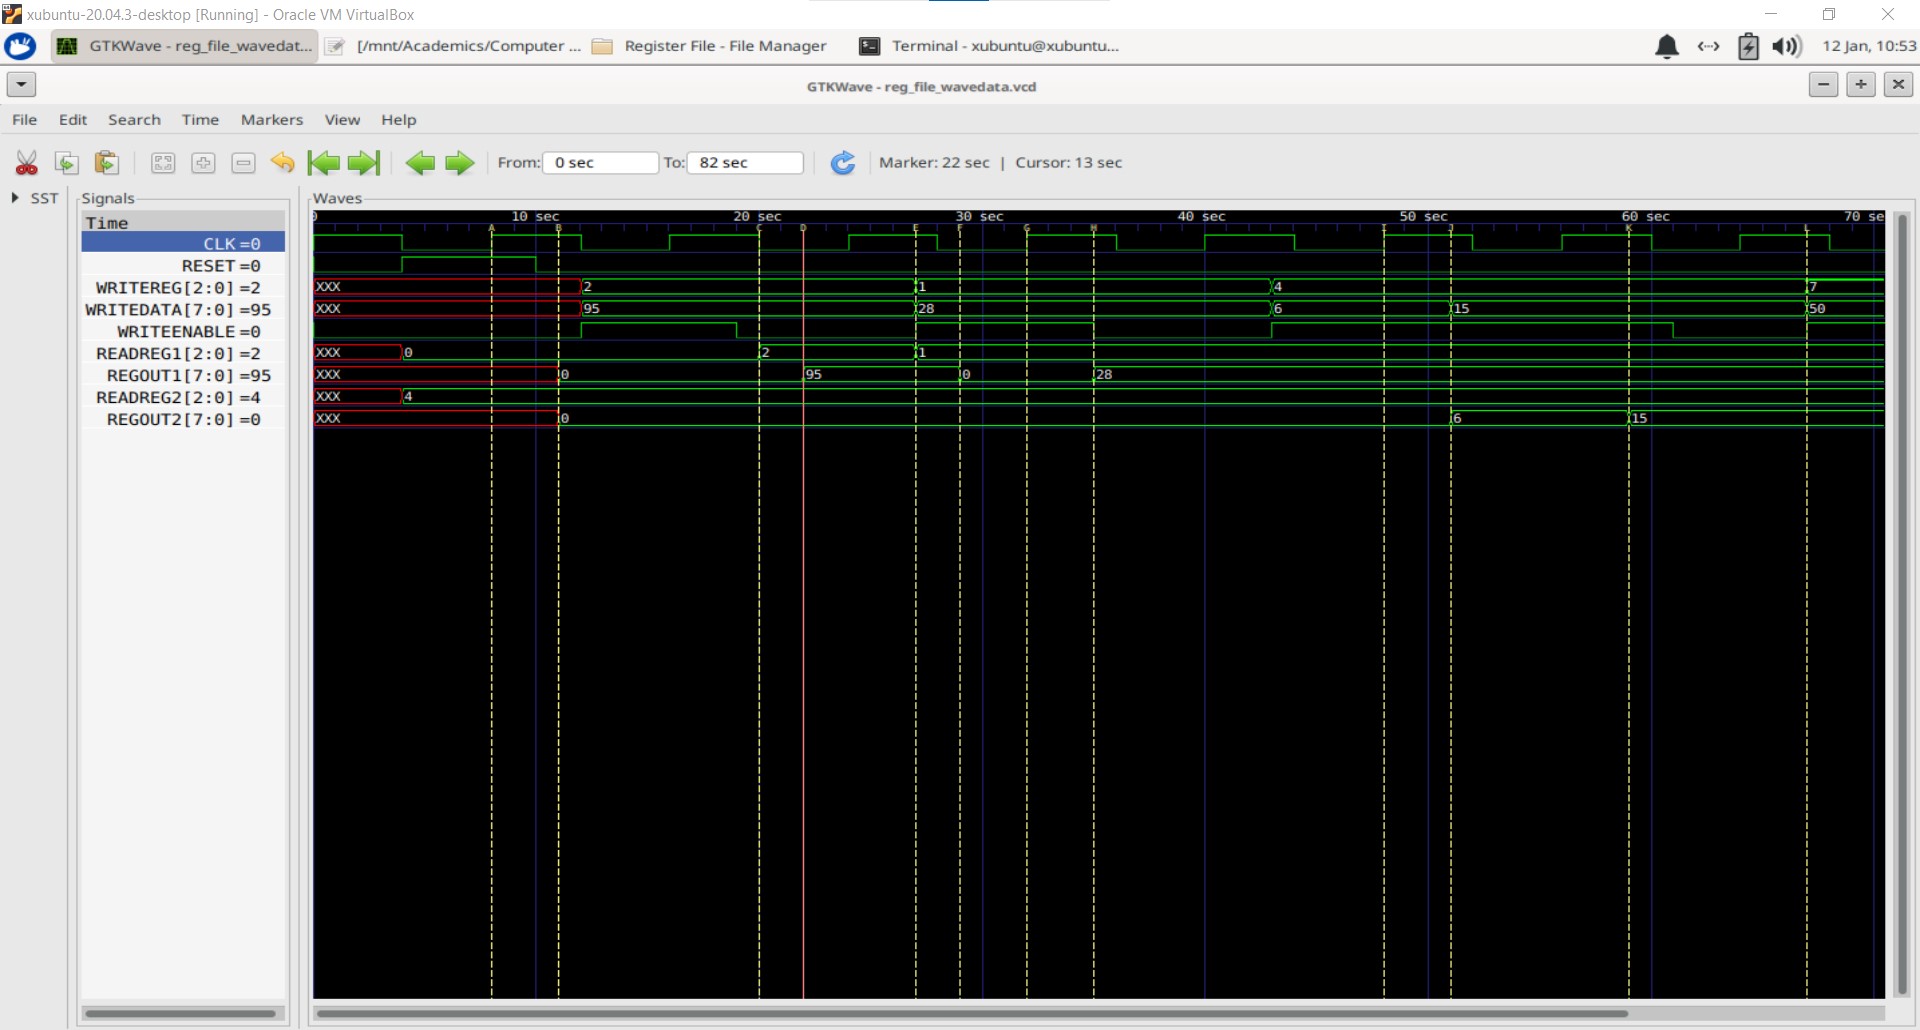 xubuntu-20.04.3-desktop [Running] - Oracle VM VirtualBox
GTKWave - reg_file_wavedat... [/mnt/Academics/Computer ... Register File - File Manager Terminal - xubuntu@xubuntu... 12 Jan, 10:53
GTKWave - reg_file_wavedata.vcd
File Edit Search Time Markers View Help
From: 0 sec To: 82 sec Marker: 22 sec | Cursor: 13 sec
SST Signals Waves
Time 0 10 sec 20 sec 30 sec 40 sec 50 sec 60 sec 70 se
A B C D E F G H I J K L
CLK =0
RESET =0
WRITEREG[2:0] =2 XXX 2 1 4 7
WRITEDATA[7:0] =95 XXX 95 28 6 15 50
WRITEENABLE =0
READREG1[2:0] =2 XXX 0 2 1
REGOUT1[7:0] =95 XXX 0 95 0 28
READREG2[2:0] =4 XXX 4
REGOUT2[7:0] =0 XXX 0 6 15